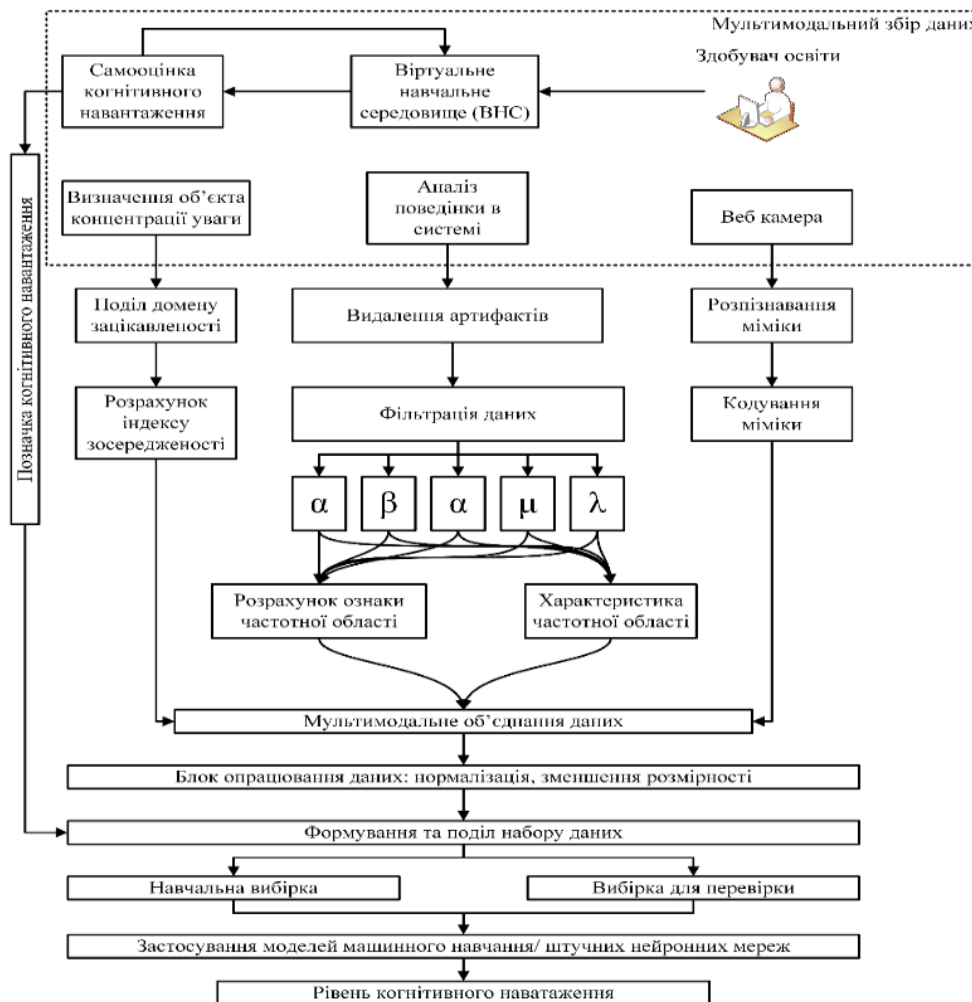 Мультимодальний збір даних
Здобувач освіти
Самооцінка
когнітивного
навантаження
Віртуальне
навчальне
середовище (ВНС)
Позначка когнітивного навантаження
Визначення об’єкта
концентрації уваги
Аналіз
поведінки в
системі
Веб камера
Поділ домену
зацікавленості
Видалення артифактів
Розпізнавання
міміки
Розрахунок
індексу
зосередженості
Фільтрація даних
Кодування
міміки
α β α μ λ
Розрахунок ознаки
частотної області
Характеристика
частотної області
Мультимодальне об’єднання даних
Блок опрацювання даних: нормалізація, зменшення розмірності
Формування та поділ набору даних
Навчальна вибірка
Вибірка для перевірки
Застосування моделей машинного навчання/ штучних нейронних мереж
Рівень когнітивного наватаження